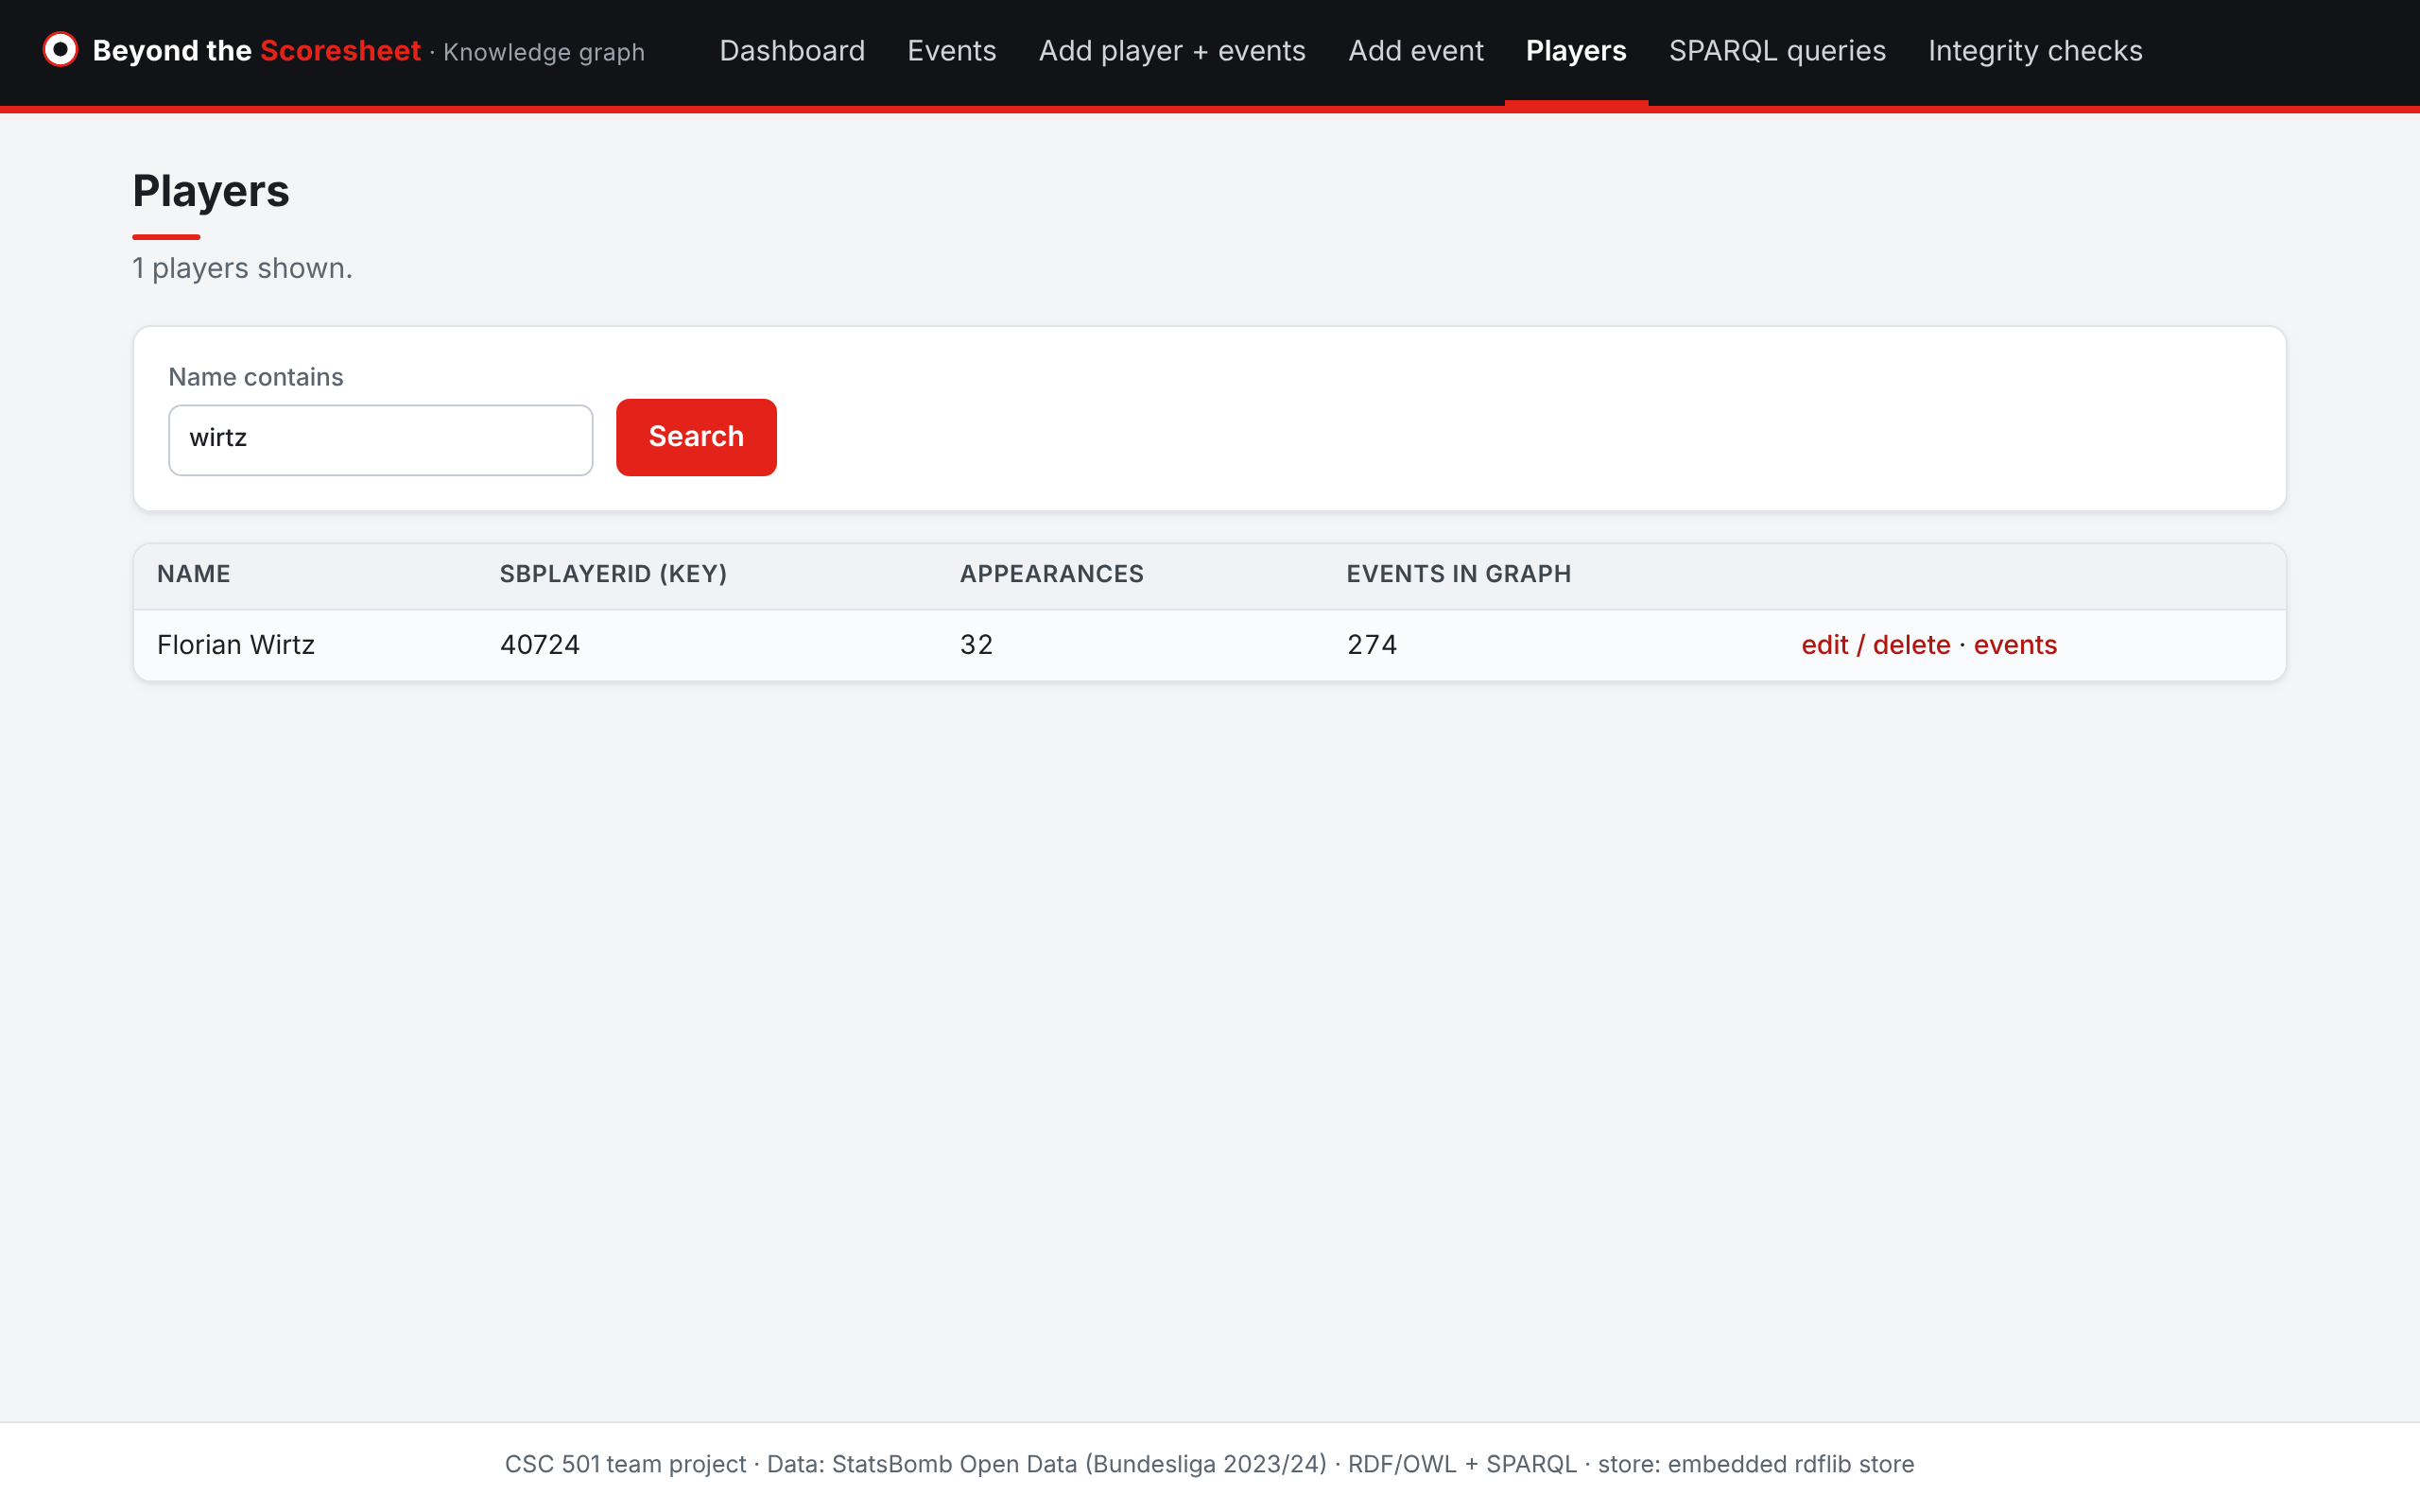 Beyond the Scoresheet · Knowledge graph Dashboard Events Add player + events Add event Players SPARQL queries Integrity checks
Players
1 players shown.
Name contains
wirtz Search
NAME SBPLAYERID (KEY) APPEARANCES EVENTS IN GRAPH
Florian Wirtz 40724 32 274 edit / delete · events
CSC 501 team project · Data: StatsBomb Open Data (Bundesliga 2023/24) · RDF/OWL + SPARQL · store: embedded rdflib store